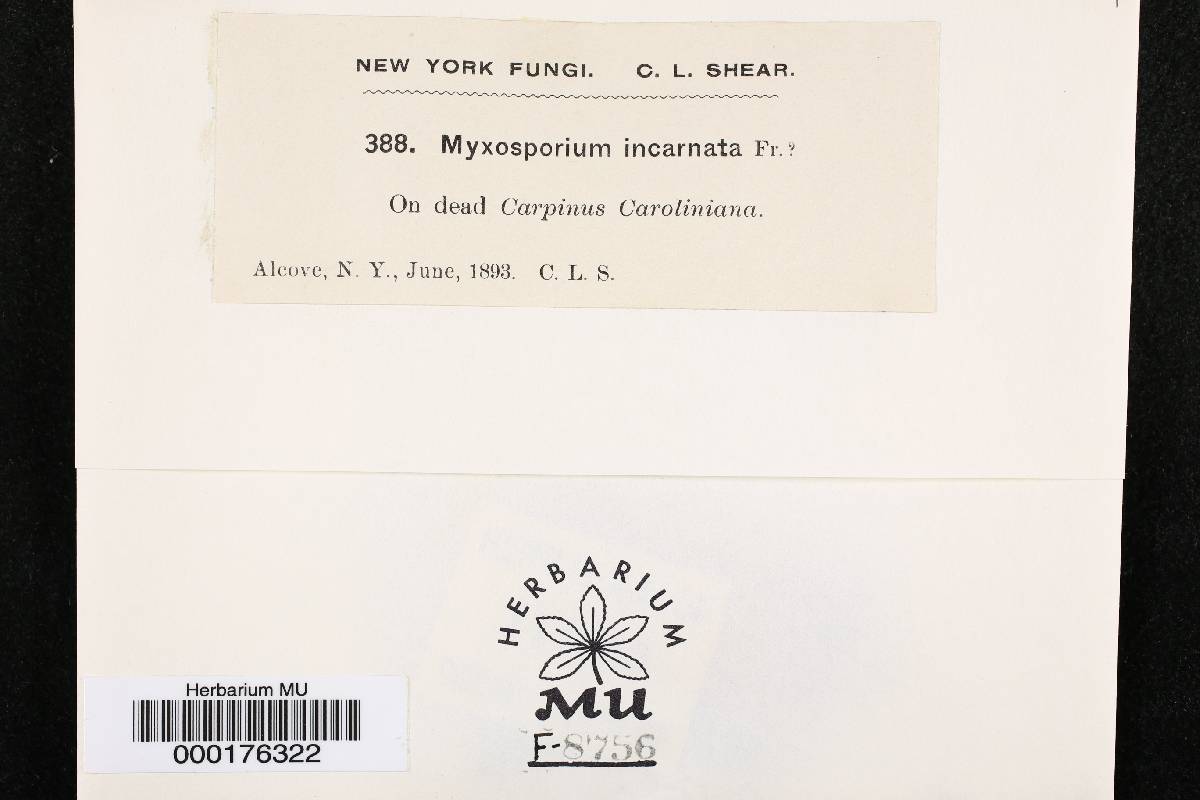 NEW YORK FUNGI. C. L. SHEAR.
388. Myxosporium incarnata Fr.?
On dead Carpinus Caroliniana.
Alcove, N. Y., June, 1893. C. L. S.
HERBARIUM
MU
F-8756
Herbarium MU
000176322